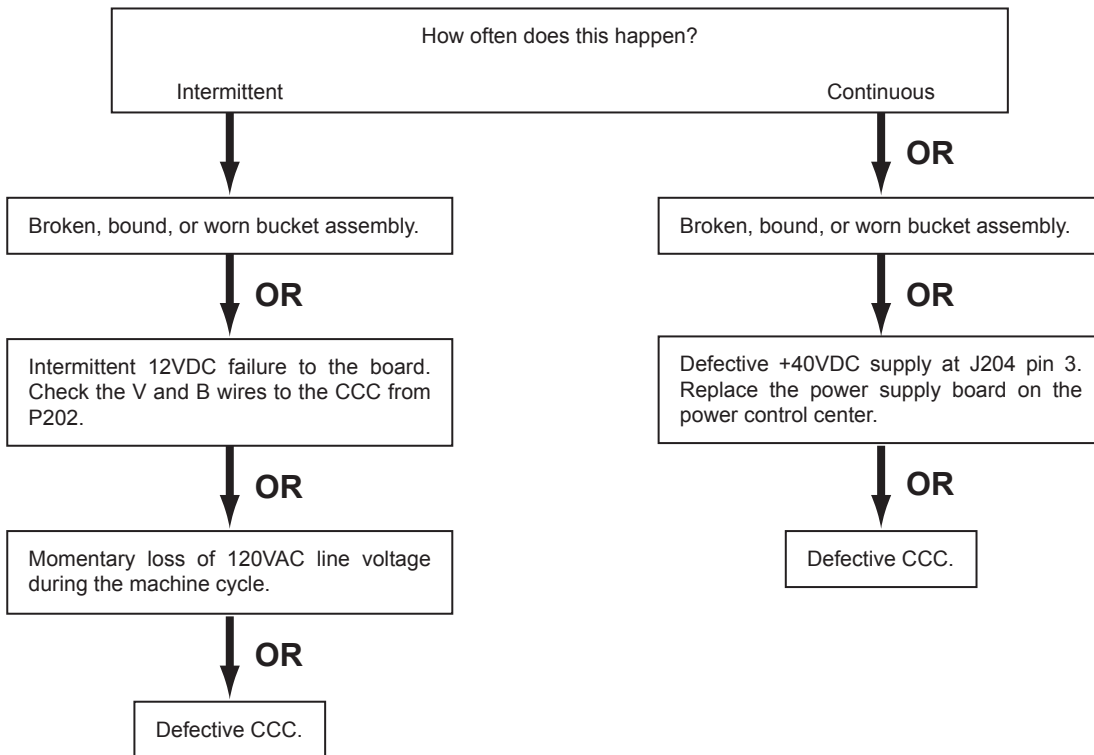 How often does this happen?
Intermittent
Continuous
OR
Broken, bound, or worn bucket assembly.
Broken, bound, or worn bucket assembly.
OR
OR
Intermittent 12VDC failure to the board.
Check the V and B wires to the CCC from
P202.
Defective +40VDC supply at J204 pin 3.
Replace the power supply board on the
power control center.
OR
OR
Momentary loss of 120VAC line voltage
during the machine cycle.
Defective CCC.
OR
Defective CCC.